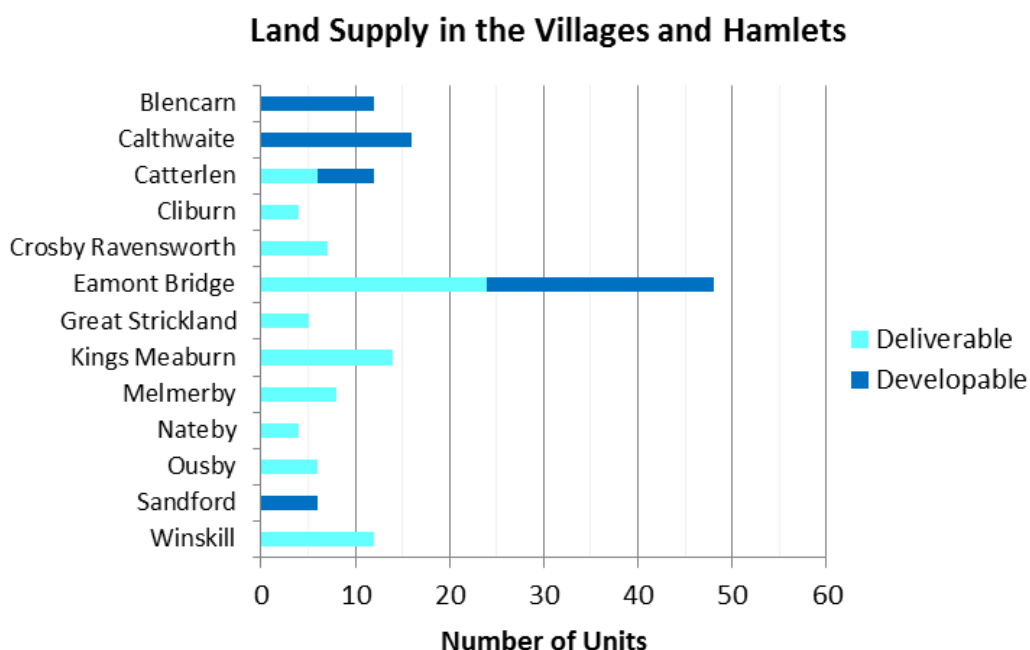 Land Supply in the Villages and Hamlets
Blencarn
Calthwaite
Catterlen
Cliburn
Crosby Ravensworth
Eamont Bridge
Great Strickland
Kings Meaburn
Melmerby
Nateby
Ousby
Sandford
Winskill
Deliverable
Developable
0 10 20 30 40 50 60
Number of Units